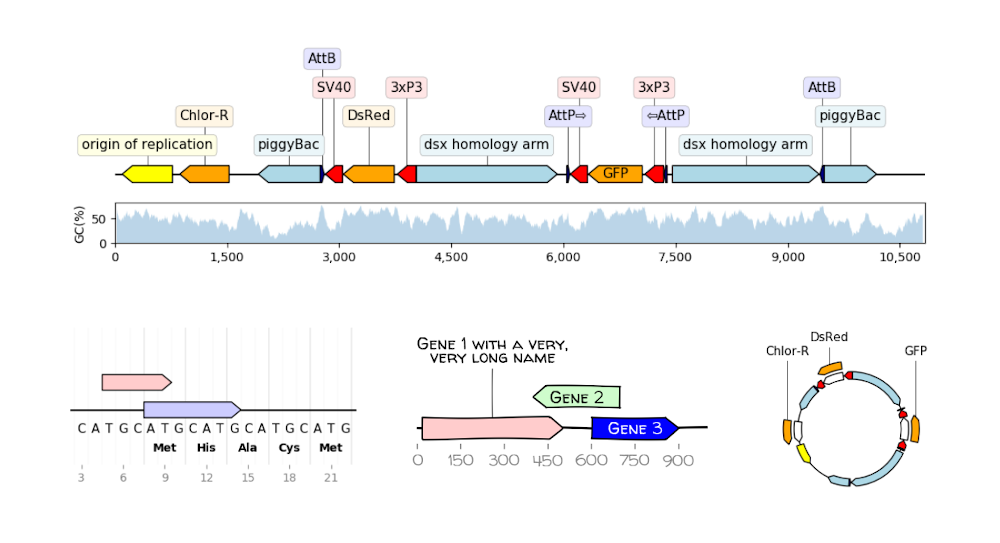 AttB
SV40 3xP3 SV40 3xP3 AttB
Chlor-R DsRed AttP⇨ ⇦AttP piggyBac
origin of replication piggyBac dsx homology arm dsx homology arm
GFP
GC(%)
50
0
0 1,500 3,000 4,500 6,000 7,500 9,000 10,500
C A T G C A T G C A T G C A T G C A T G
Met His Ala Cys Met
3 6 9 12 15 18 21
Gene 1 with a very,
very long name
Gene 2
Gene 3
0 150 300 450 600 750 900
DsRed
Chlor-R GFP